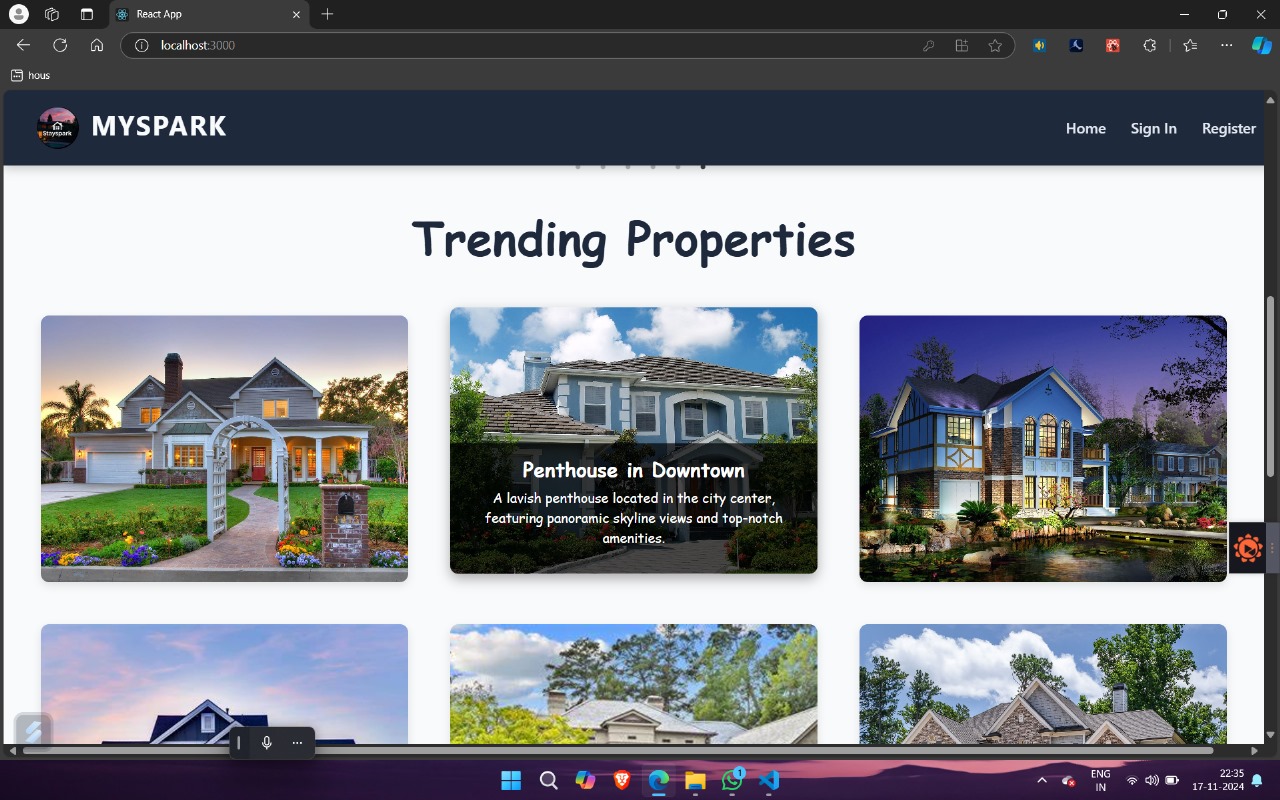 React App
localhost:3000
hous
Stayspark
MYSPARK
Home
Sign In
Register
Trending Properties
Penthouse in Downtown
A lavish penthouse located in the city center,
featuring panoramic skyline views and top-notch
amenities.
1
ENG
IN
22:35
17-11-2024